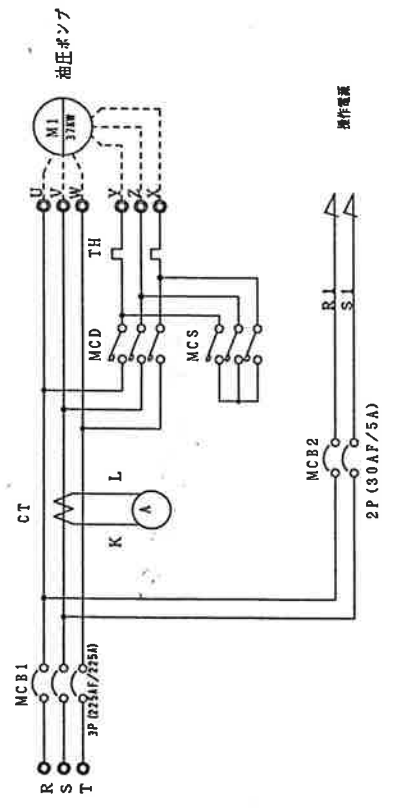 R
S
T
MCB1
3P(225AF/225A)
CT
K
L
A
MCD
MCS
TH
U
V
W
Y
Z
X
M1
37KW
油圧ポンプ
MCB2
2P(30AF/5A)
R1
S1
操作電源